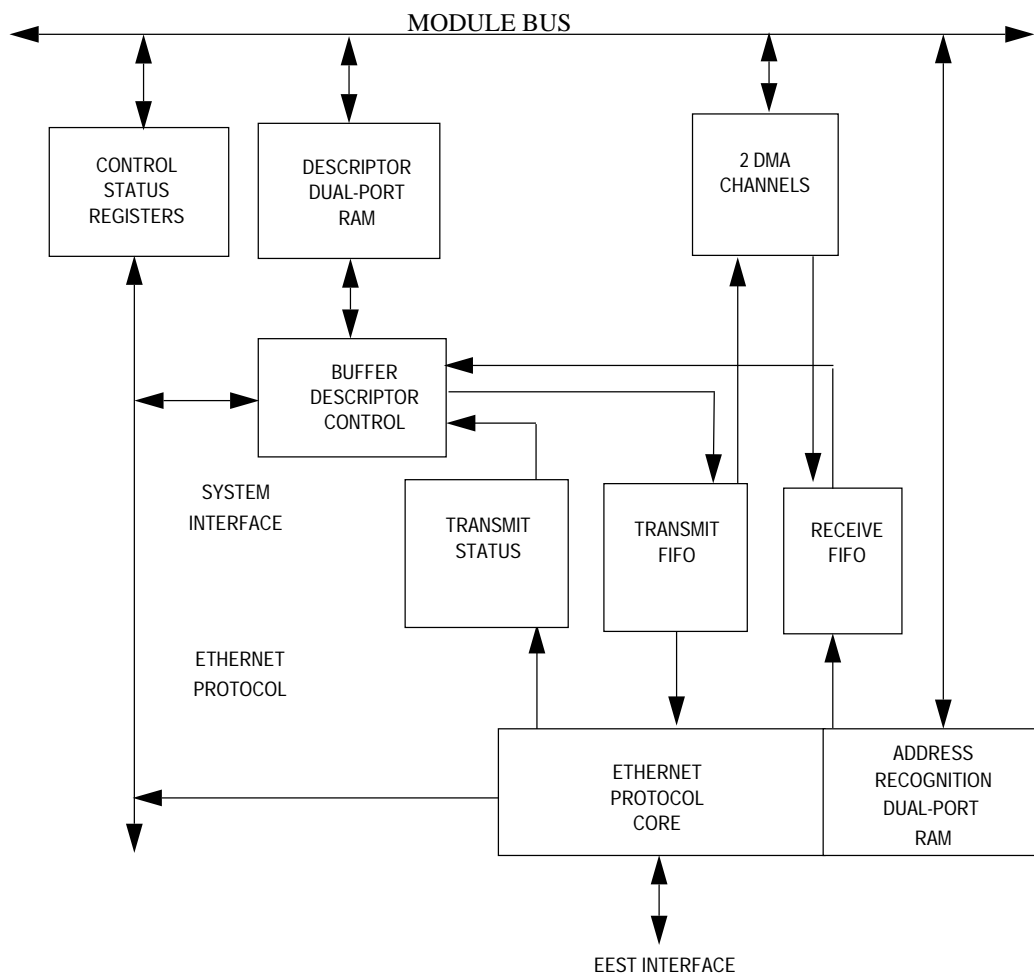 MODULE BUS
CONTROL
STATUS
REGISTERS
DESCRIPTOR
DUAL-PORT
RAM
2 DMA
CHANNELS
BUFFER
DESCRIPTOR
CONTROL
SYSTEM
INTERFACE
TRANSMIT
STATUS
TRANSMIT
FIFO
RECEIVE
FIFO
ETHERNET
PROTOCOL
ETHERNET
PROTOCOL
CORE
ADDRESS
RECOGNITION
DUAL-PORT
RAM
EEST INTERFACE